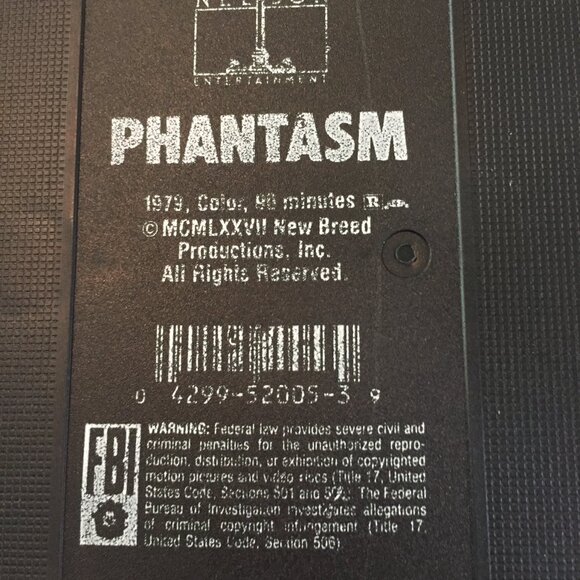 NELSON
ENTERTAINMENT
PHANTASM
1979, Color, 90 minutes R
© MCMLXXVII New Breed
Productions, Inc.
All Rights Reserved.
0 4299-52005-3 9
FBI
WARNING: Federal law provides severe civil and
criminal penalties for the unauthorized repro-
duction, distribution, or exhibition of copyrighted
motion pictures and video discs (Title 17, United
States Code, Sections 501 and 506). The Federal
Bureau of Investigation investigates allegations
of criminal copyright infringement (Title 17,
United States Code, Section 506).